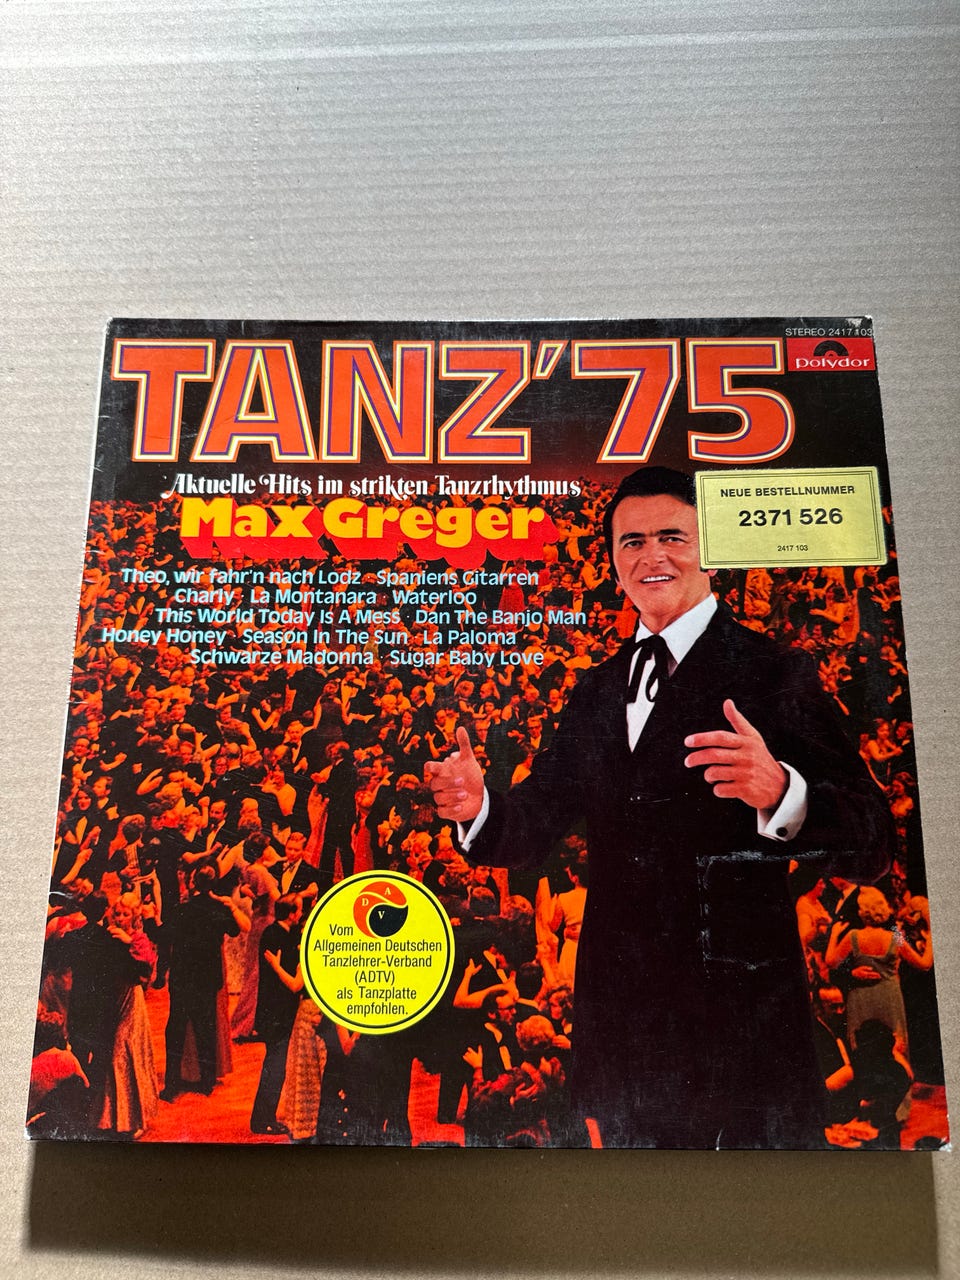 STEREO 2417 103
polydor
TANZ'75
Aktuelle Hits im strikten Tanzrhythmus
Max Greger
NEUE BESTELLNUMMER
2371 526
2417 103
Theo, wir fahr'n nach Lodz · Spaniens Gitarren
Charly · La Montanara · Waterloo
This World Today Is A Mess · Dan The Banjo Man
Honey Honey · Season In The Sun · La Paloma
Schwarze Madonna · Sugar Baby Love
A
D
V
Vom
Allgemeinen Deutschen
Tanzlehrer-Verband
(ADTV)
als Tanzplatte
empfohlen.